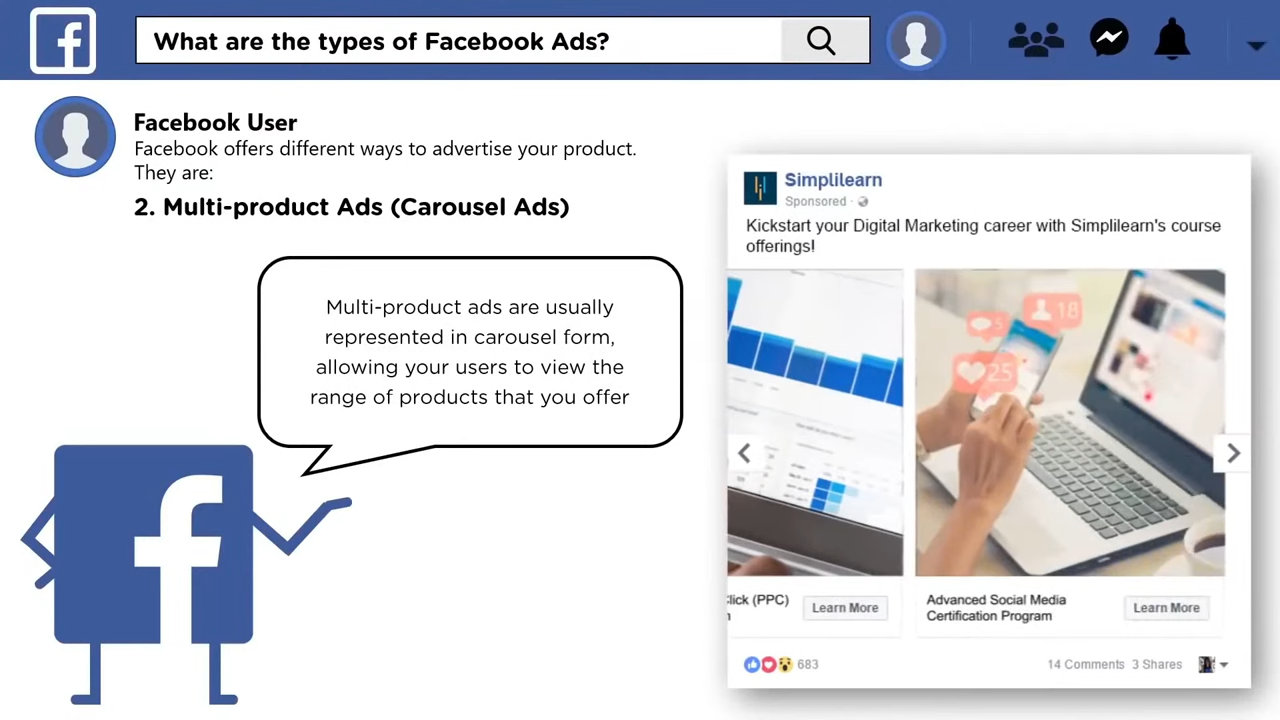 What are the types of Facebook Ads?
Facebook User
Facebook offers different ways to advertise your product.
They are:
2. Multi-product Ads (Carousel Ads)
Multi-product ads are usually
represented in carousel form,
allowing your users to view the
range of products that you offer
Simplilearn
Sponsored ·
Kickstart your Digital Marketing career with Simplilearn's course
offerings!
18
5
25
(PPC)
Learn More
Advanced Social Media
Certification Program
Learn More
683
14 Comments 3 Shares